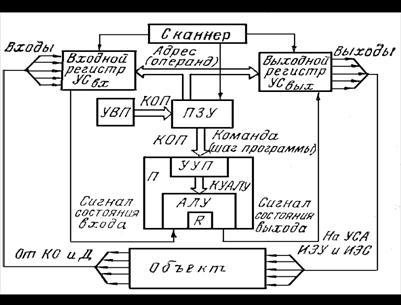 Сканнер
Входы
Входной
регистр
УСвх
Адрес
(операнд)
Выходной
регистр
УСвых
Выходы
УВП
КОП
ПЗУ
КОП
Команда
(шаг программы)
П
УУП
КУАЛУ
АЛУ
R
Сигнал
состояния
входа
Сигнал
состояния
выхода
На УСА
ИЗУ и ИЭС
От КО и Д
Объект